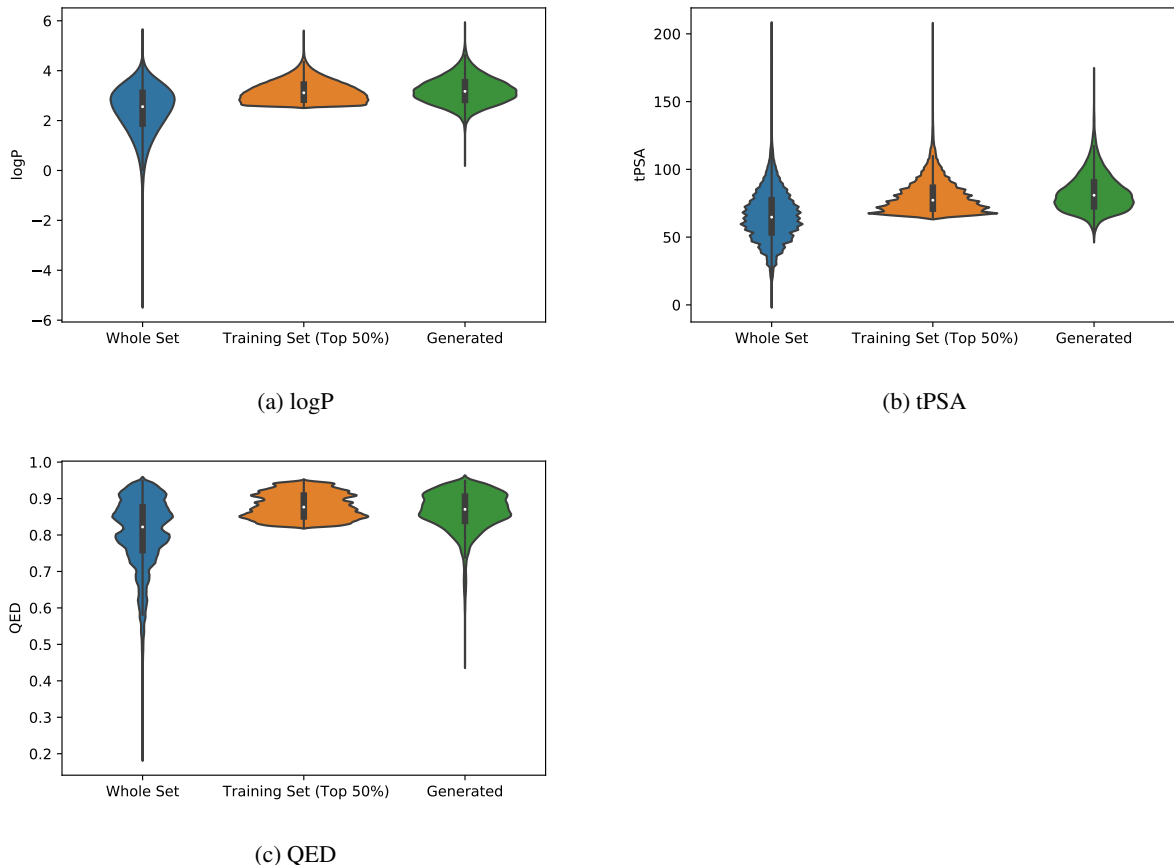 6
4
2
0
−2
−4
−6
logP
Whole Set
Training Set (Top 50%)
Generated
(a) logP
200
150
100
50
0
tPSA
Whole Set
Training Set (Top 50%)
Generated
(b) tPSA
1.0
0.9
0.8
0.7
0.6
0.5
0.4
0.3
0.2
QED
Whole Set
Training Set (Top 50%)
Generated
(c) QED